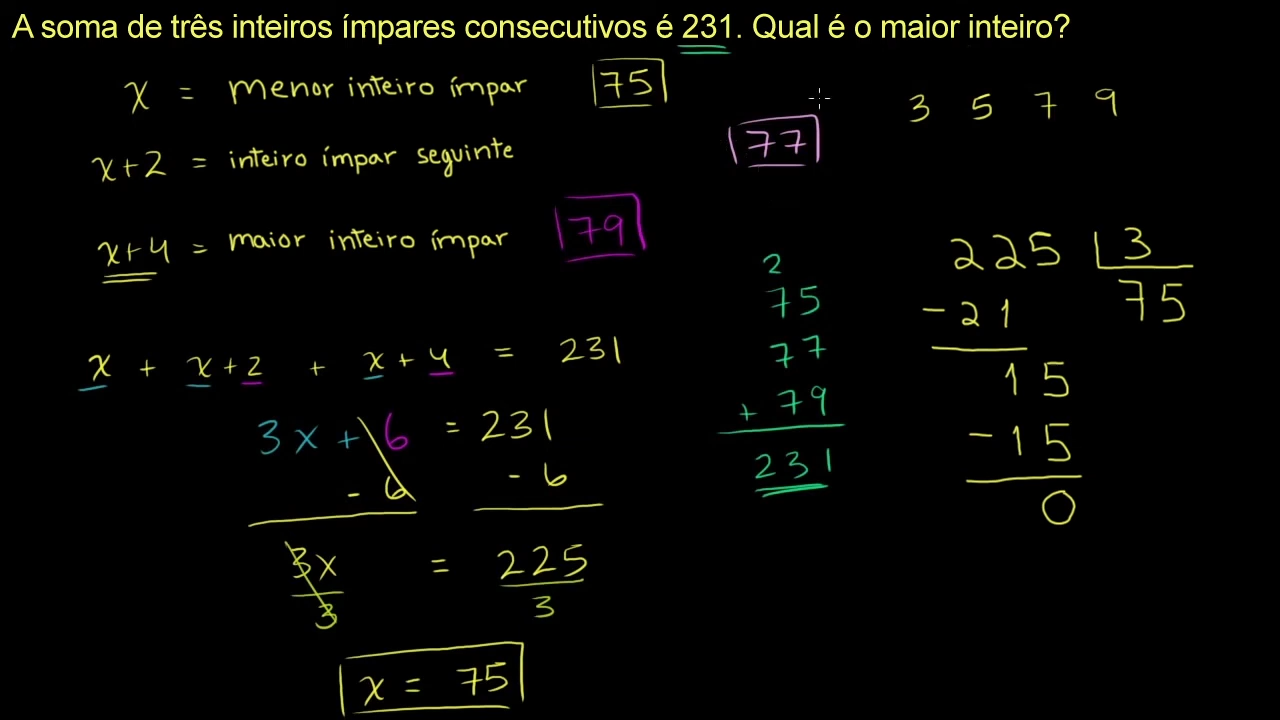 A soma de três inteiros ímpares consecutivos é 231. Qual é o maior inteiro?
x = menor inteiro ímpar 75
x+2 = inteiro ímpar seguinte 77
x+4 = maior inteiro ímpar 79
3 5 7 9
x + x+2 + x+4 = 231
3x + 6 = 231
- 6 - 6
3x = 225
3 3
x = 75
2
75
77
+ 79
231
225 3
- 21 75
15
- 15
0